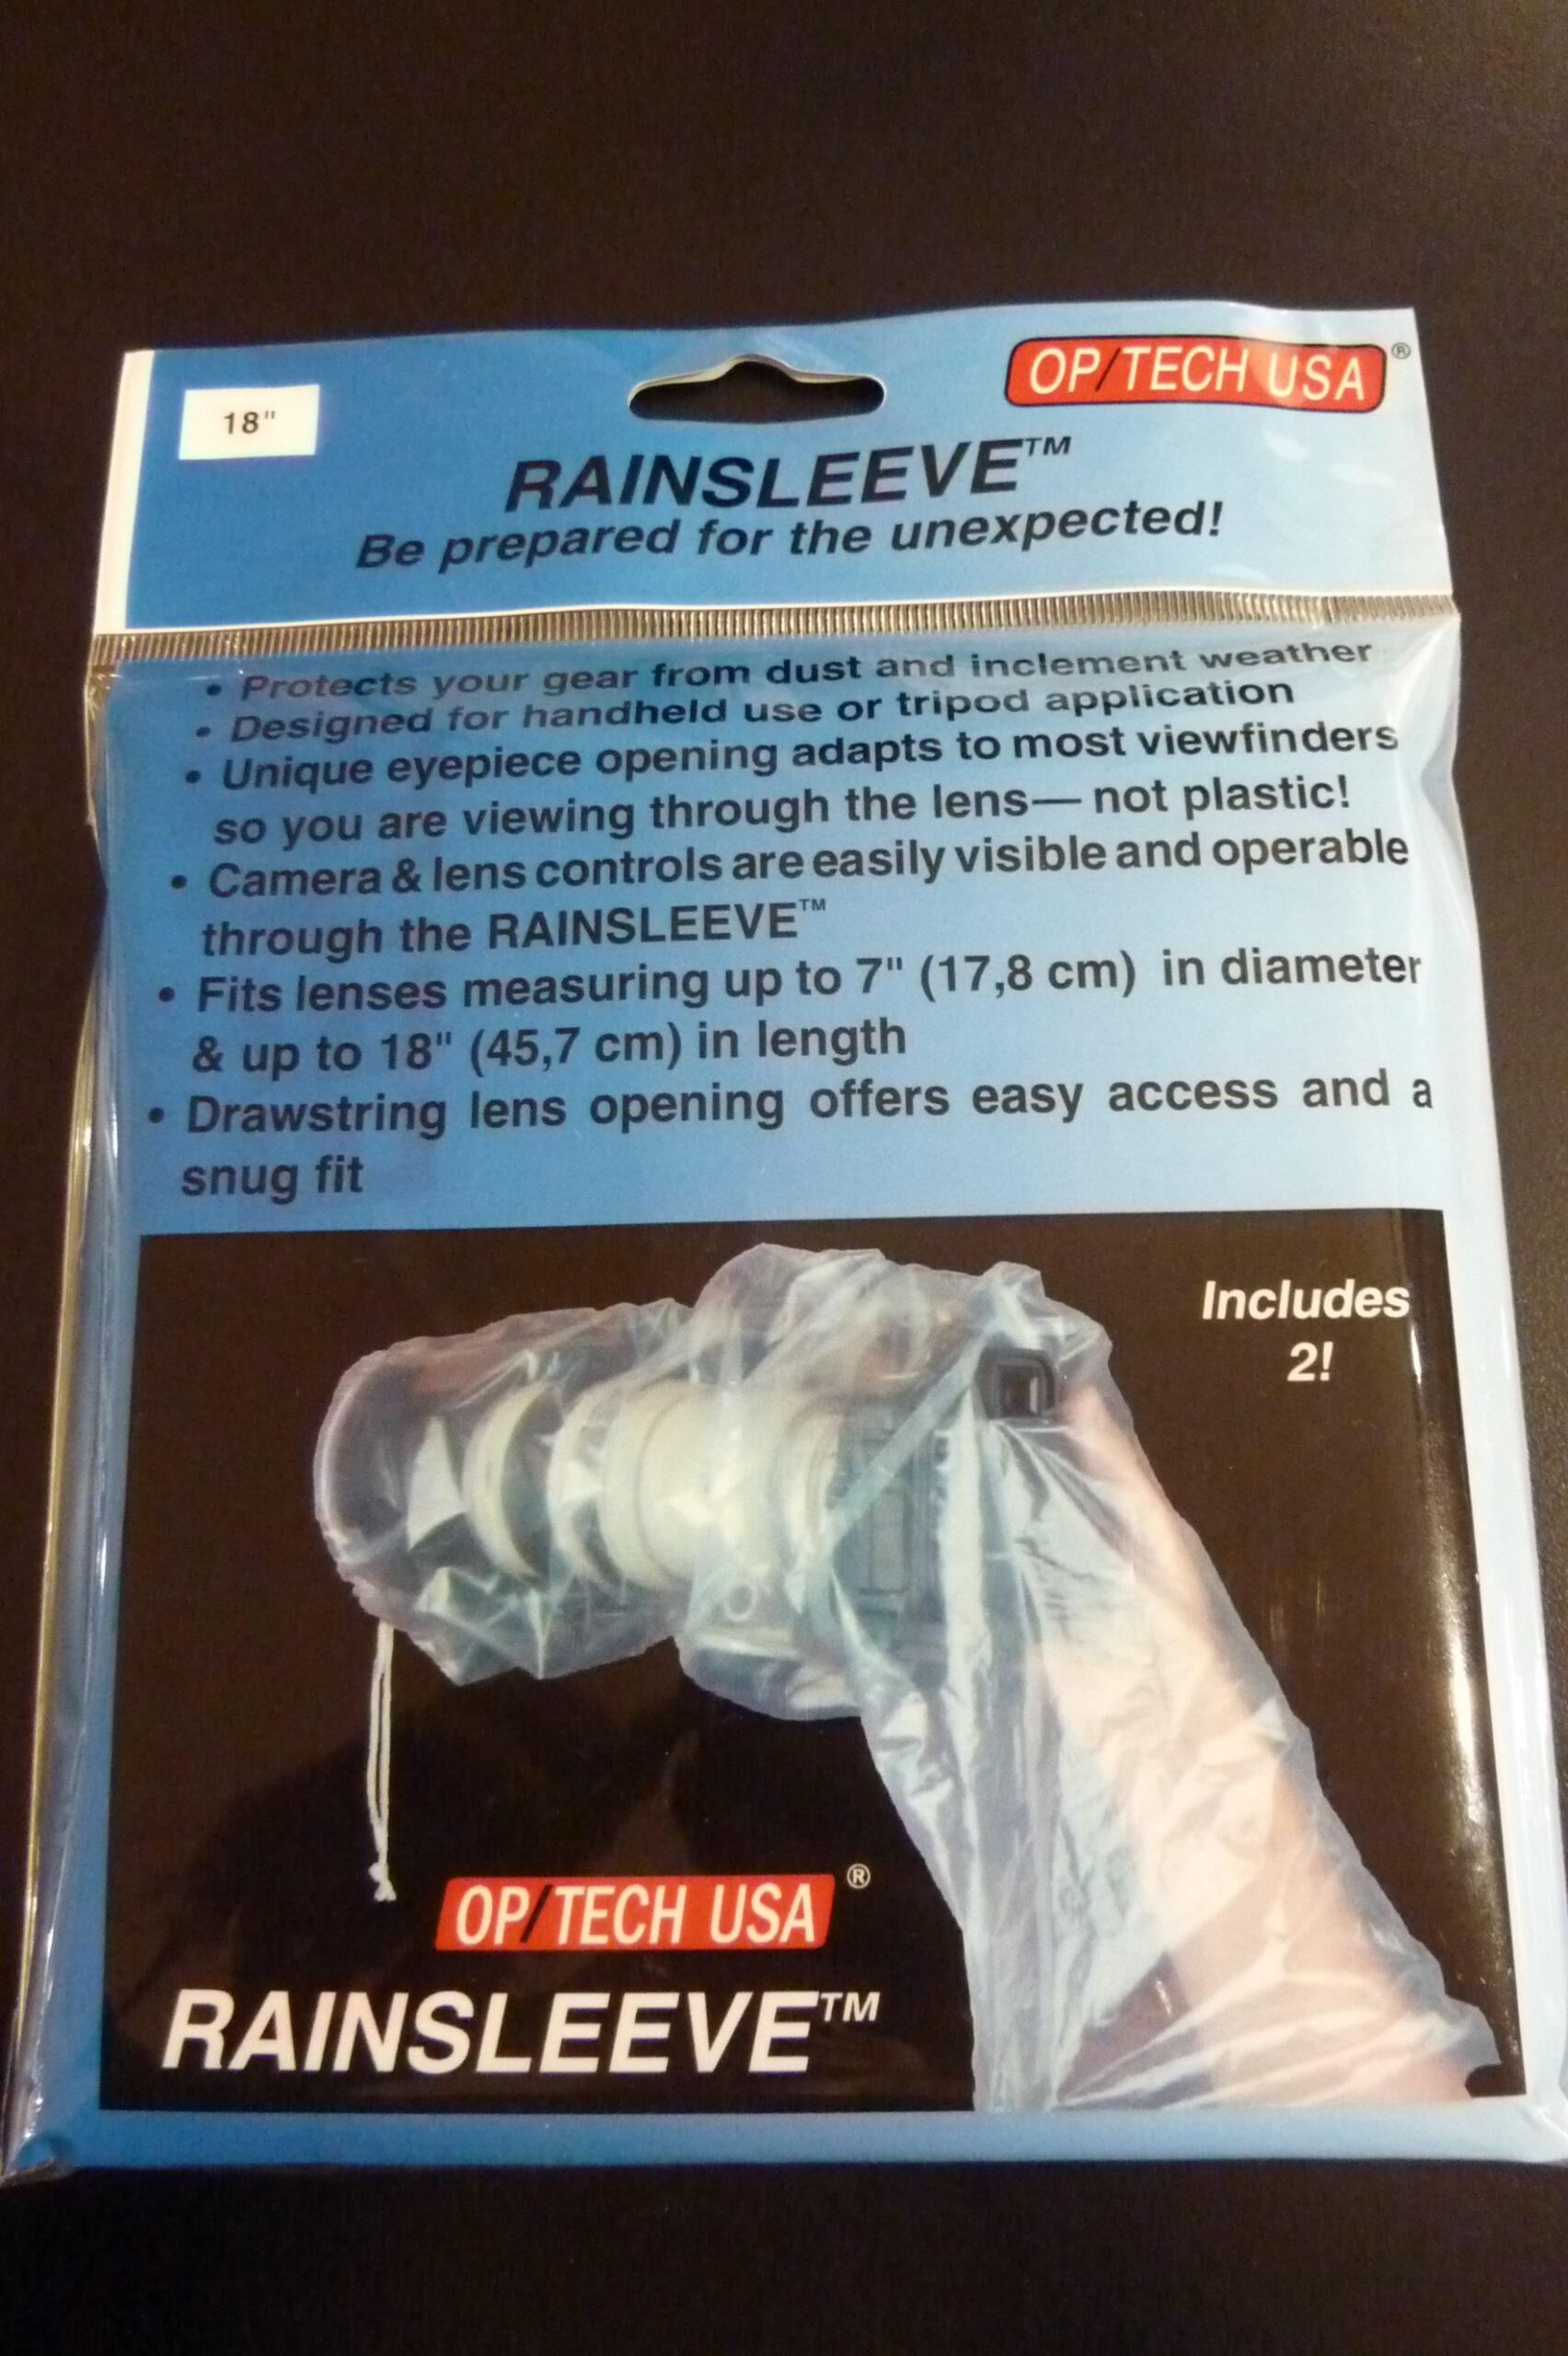 18"
OP/TECH USA®
RAINSLEEVE™
Be prepared for the unexpected!
• Protects your gear from dust and inclement weather
• Designed for handheld use or tripod application
• Unique eyepiece opening adapts to most viewfinders
so you are viewing through the lens— not plastic!
• Camera & lens controls are easily visible and operable
through the RAINSLEEVE™
• Fits lenses measuring up to 7" (17,8 cm) in diameter
& up to 18" (45,7 cm) in length
• Drawstring lens opening offers easy access and a
snug fit
Includes
2!
OP/TECH USA®
RAINSLEEVE™